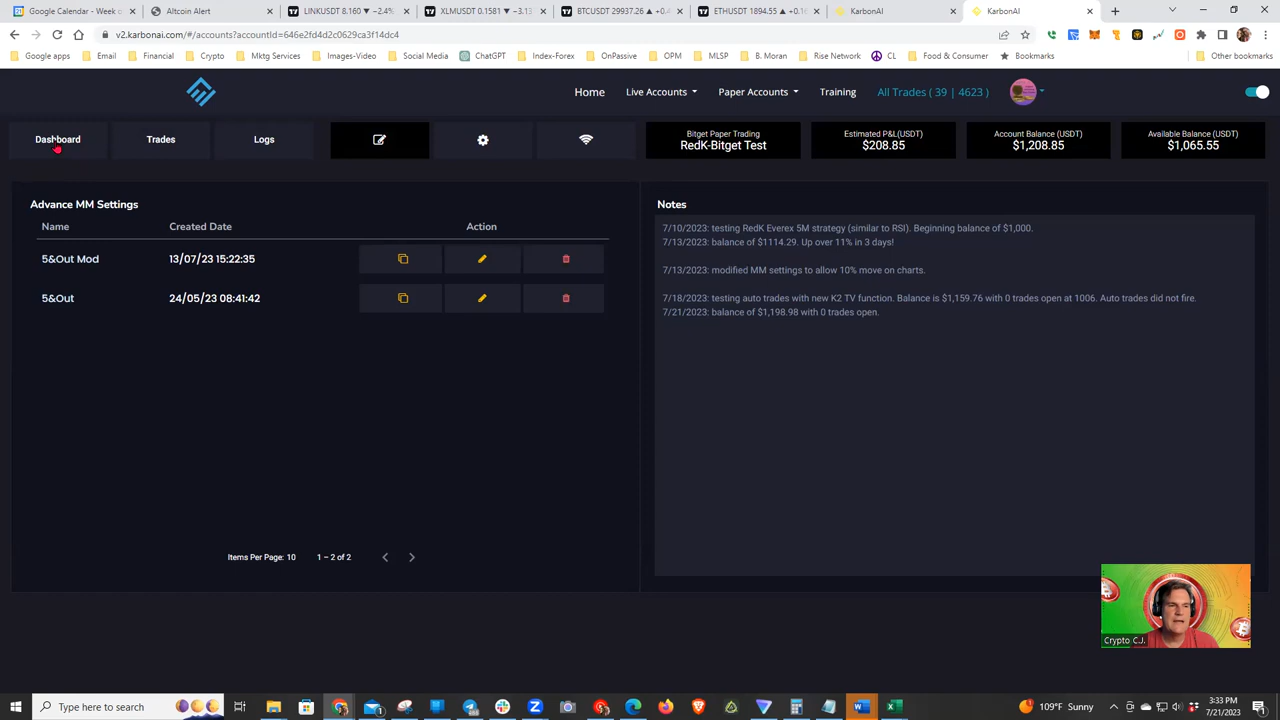 Google Calendar - Week o
Altcoin Alert
LINKUSDT 8.160 ▼ −2.4%
XLMUSDT 0.1581 ▼ −3.13
BTCUSDT 29937.26 ▲ +0.4
ETHUSDT 1894.55 ▲ +0.16
KarbonAI
KarbonAI
v2.karbonai.com/#/accounts?accountId=646e2fd4d2c0629ca3f4dc4
Google apps
Email
Financial
Crypto
Mktg Services
Images-Video
Social Media
ChatGPT
Index-Forex
OnPassive
OPM
MLSP
B. Moran
Rise Network
CL
Food & Consumer
Bookmarks
Other bookmarks
Home
Live Accounts
Paper Accounts
Training
All Trades ( 39 | 4623 )
Dashboard
Trades
Logs
Bitget Paper Trading
RedK-Bitget Test
Estimated P&L(USDT)
$208.85
Account Balance (USDT)
$1,208.85
Available Balance (USDT)
$1,065.55
Advance MM Settings
Name
Created Date
Action
5&Out Mod
13/07/23 15:22:35
5&Out
24/05/23 08:41:42
Items Per Page: 10
1 – 2 of 2
Notes
7/10/2023: testing RedK Everex 5M strategy (similar to RSI). Beginning balance of $1,000.
7/13/2023: balance of $1114.29. Up over 11% in 3 days!
7/13/2023: modified MM settings to allow 10% move on charts.
7/18/2023: testing auto trades with new K2 TV function. Balance is $1,159.76 with 0 trades open at 1006. Auto trades did not fire.
7/21/2023: balance of $1,198.98 with 0 trades open.
Crypto C.J.
Type here to search
109°F Sunny
3:33 PM
7/21/2023